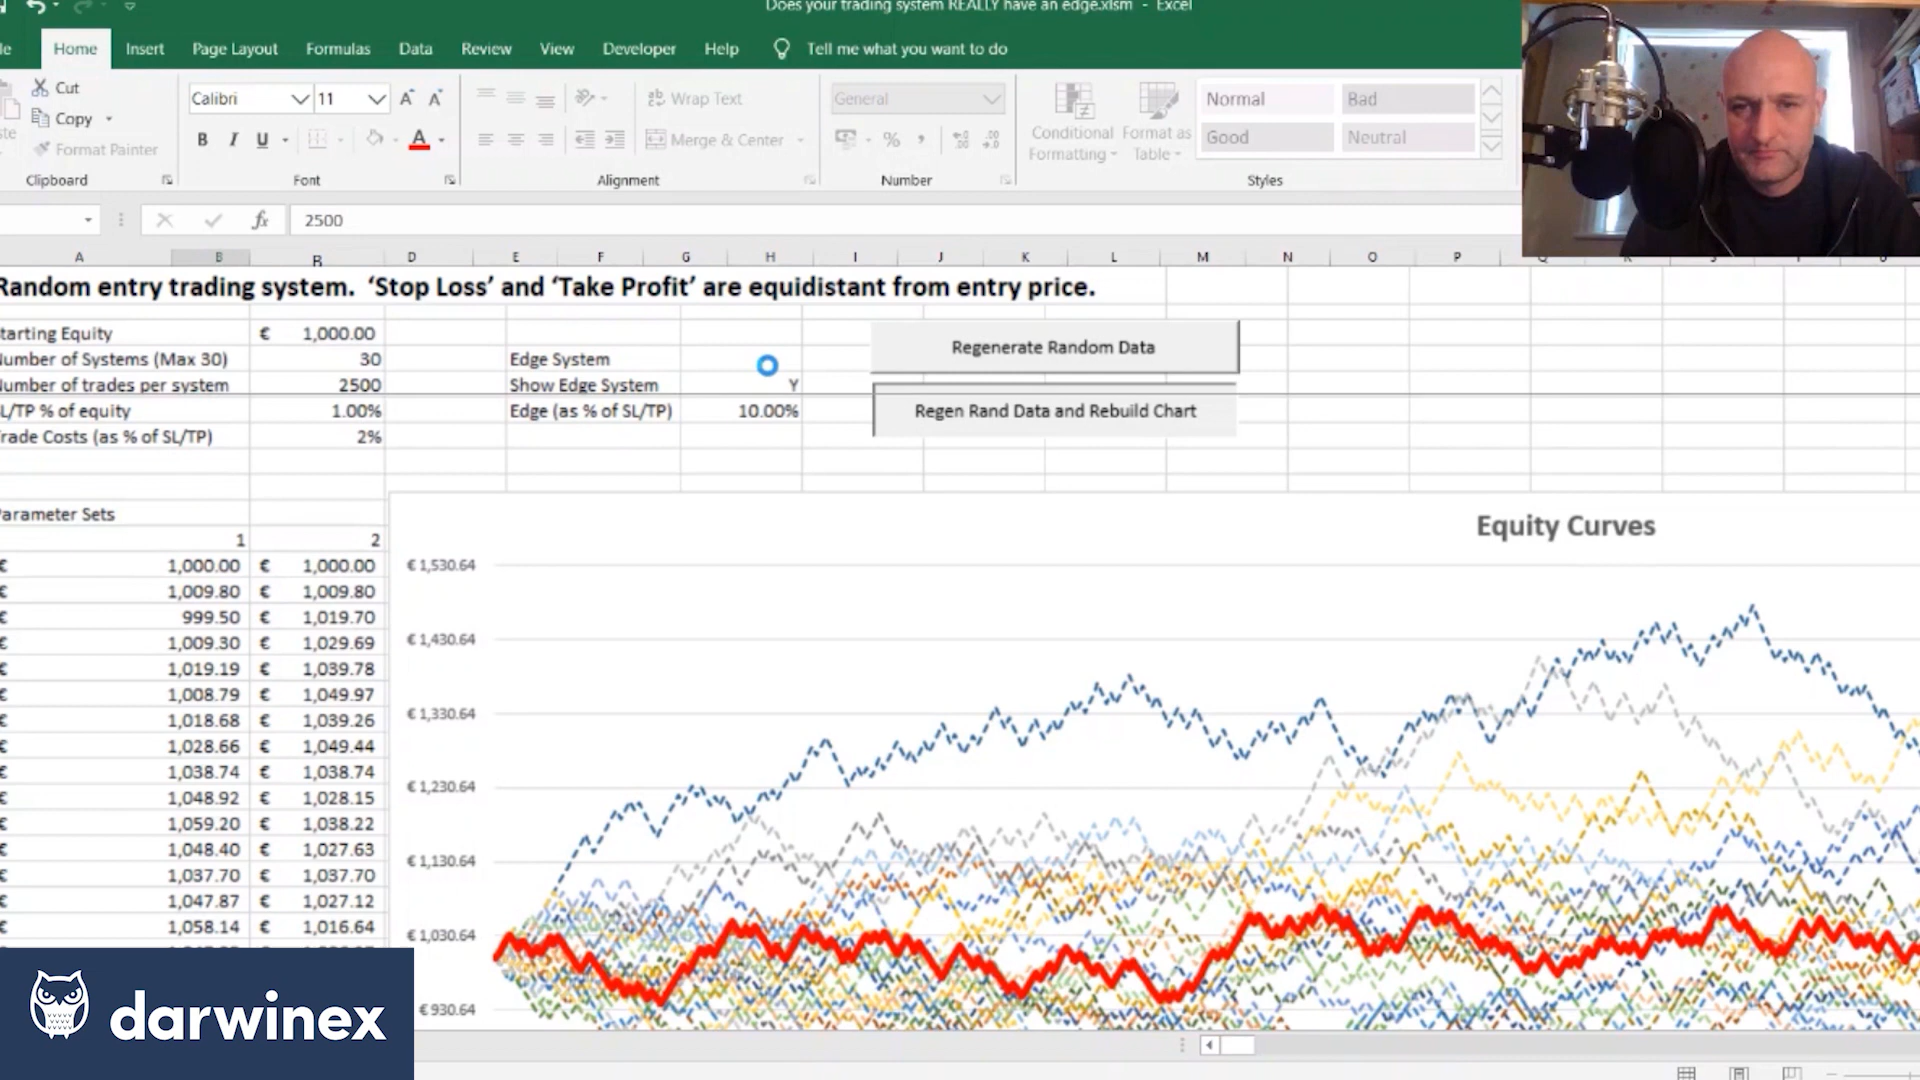 Does your trading system REALLY have an edge.xlsm - Excel
Home Insert Page Layout Formulas Data Review View Developer Help Tell me what you want to do
Cut
Copy
Format Painter
Clipboard
Calibri 11
B I U A
Font
Wrap Text
Merge & Center
Alignment
General
%
Number
Conditional Formatting
Format as Table
Normal Bad
Good Neutral
Styles
fx 2500
A B B D E F G H I J K L M N O P
Random entry trading system. ‘Stop Loss’ and ‘Take Profit’ are equidistant from entry price.
tarting Equity € 1,000.00
umber of Systems (Max 30) 30 Edge System
umber of trades per system 2500 Show Edge System Y
L/TP % of equity 1.00% Edge (as % of SL/TP) 10.00%
rade Costs (as % of SL/TP) 2%
Regenerate Random Data
Regen Rand Data and Rebuild Chart
arameter Sets
1 2
€ 1,000.00 € 1,000.00
€ 1,009.80 € 1,009.80
€ 999.50 € 1,019.70
€ 1,009.30 € 1,029.69
€ 1,019.19 € 1,039.78
€ 1,008.79 € 1,049.97
€ 1,018.68 € 1,039.26
€ 1,028.66 € 1,049.44
€ 1,038.74 € 1,038.74
€ 1,048.92 € 1,028.15
€ 1,059.20 € 1,038.22
€ 1,048.40 € 1,027.63
€ 1,037.70 € 1,037.70
€ 1,047.87 € 1,027.12
€ 1,058.14 € 1,016.64
Equity Curves
€ 1,530.64
€ 1,430.64
€ 1,330.64
€ 1,230.64
€ 1,130.64
€ 1,030.64
€ 930.64
darwinex